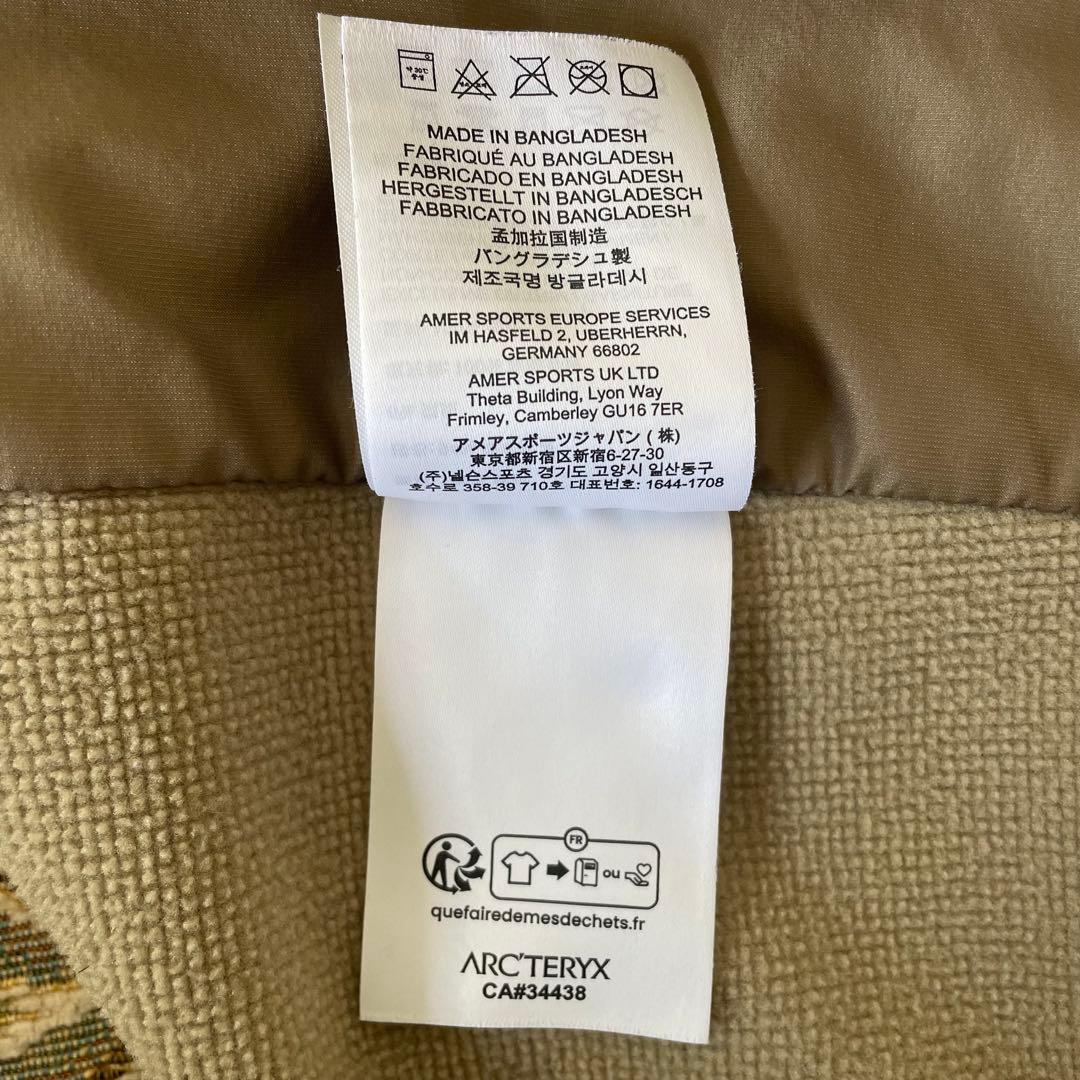 약 30℃
중성
MADE IN BANGLADESH
FABRIQUÉ AU BANGLADESH
FABRICADO EN BANGLADESH
HERGESTELLT IN BANGLADESCH
FABBRICATO IN BANGLADESH
孟加拉国制造
バングラデシュ製
제조국명 방글라데시
AMER SPORTS EUROPE SERVICES
IM HASFELD 2, UBERHERRN,
GERMANY 66802
AMER SPORTS UK LTD
Theta Building, Lyon Way
Frimley, Camberley GU16 7ER
アメアスポーツジャパン ( 株)
東京都新宿区新宿6-27-30
(주)넬슨스포츠 경기도 고양시 일산동구
호수로 358-39 710호 대표번호: 1644-1708
FR
ou
quefairedemesdechets.fr
ARC'TERYX
CA#34438